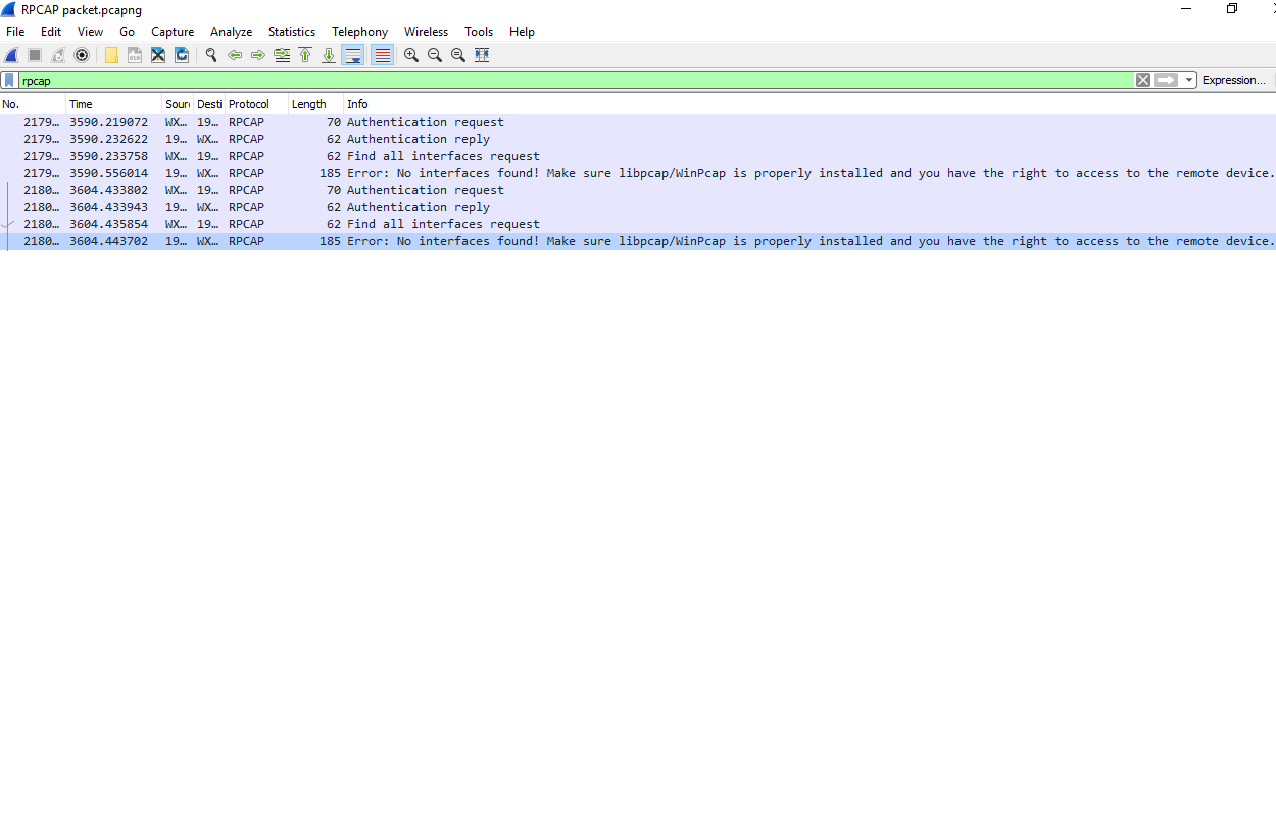 RPCAP packet.pcapng
File Edit View Go Capture Analyze Statistics Telephony Wireless Tools Help
rpcap Expression...
No. Time Sour Desti Protocol Length Info
2179… 3590.219072 WX… 19… RPCAP 70 Authentication request
2179… 3590.232622 19… WX… RPCAP 62 Authentication reply
2179… 3590.233758 WX… 19… RPCAP 62 Find all interfaces request
2179… 3590.556014 19… WX… RPCAP 185 Error: No interfaces found! Make sure libpcap/WinPcap is properly installed and you have the right to access to the remote device.
2180… 3604.433802 WX… 19… RPCAP 70 Authentication request
2180… 3604.433943 19… WX… RPCAP 62 Authentication reply
2180… 3604.435854 WX… 19… RPCAP 62 Find all interfaces request
2180… 3604.443702 19… WX… RPCAP 185 Error: No interfaces found! Make sure libpcap/WinPcap is properly installed and you have the right to access to the remote device.